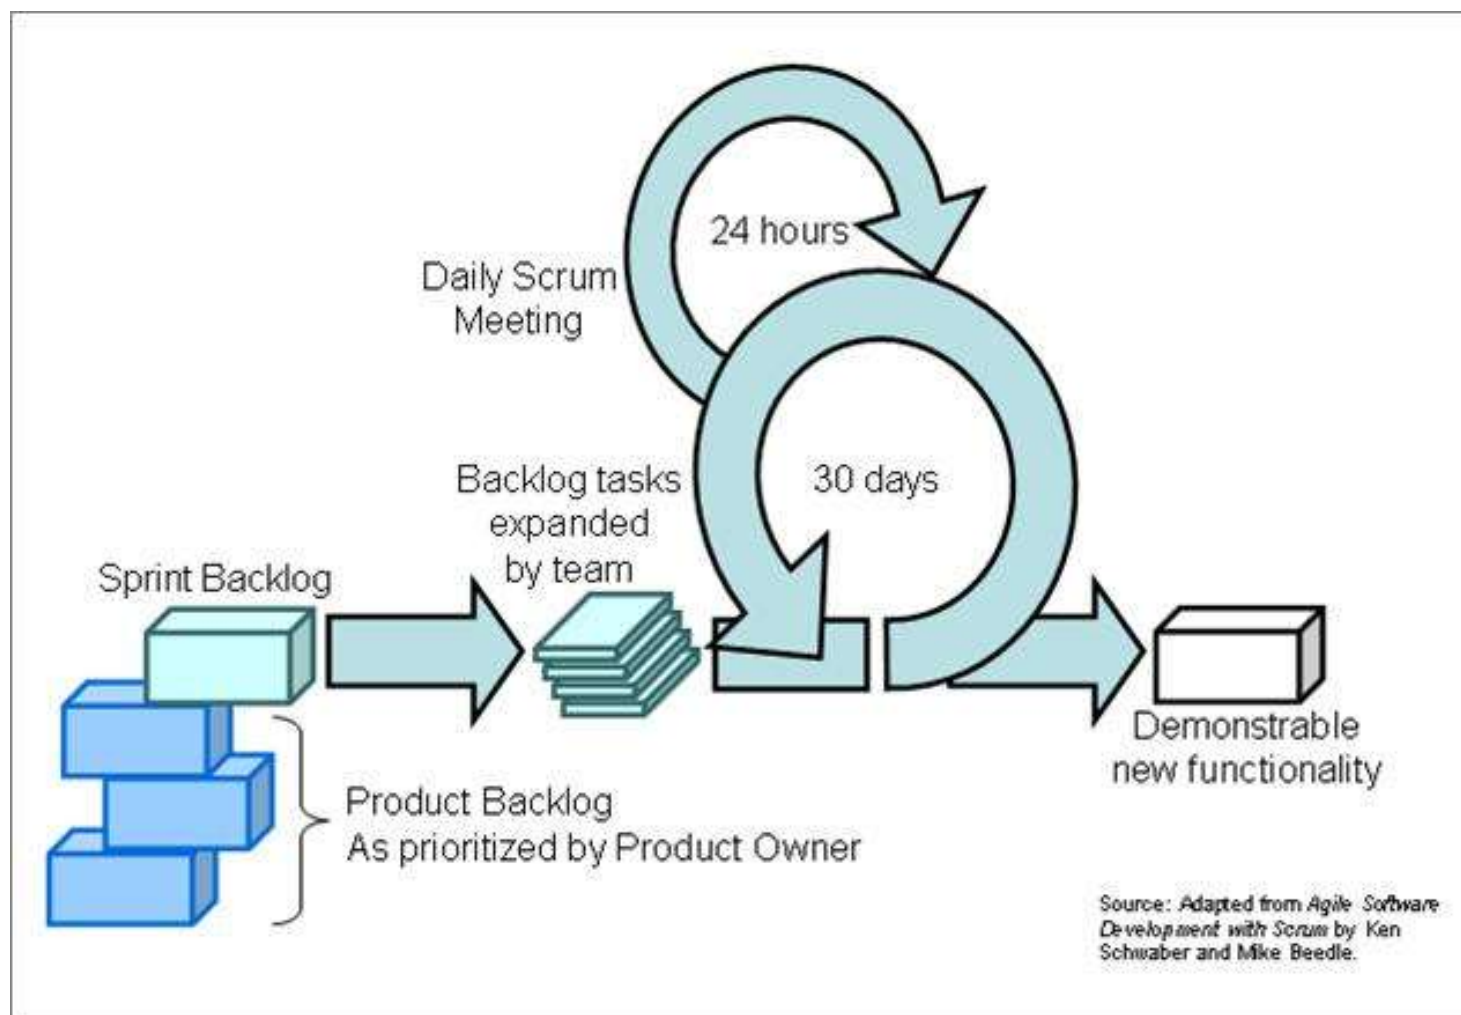 24 hours
Daily Scrum
Meeting
30 days
Backlog tasks
expanded
by team
Sprint Backlog
Demonstrable
new functionality
Product Backlog
As prioritized by Product Owner
Source: Adapted from Agile Software
Development with Scrum by Ken
Schwaber and Mike Beedle.